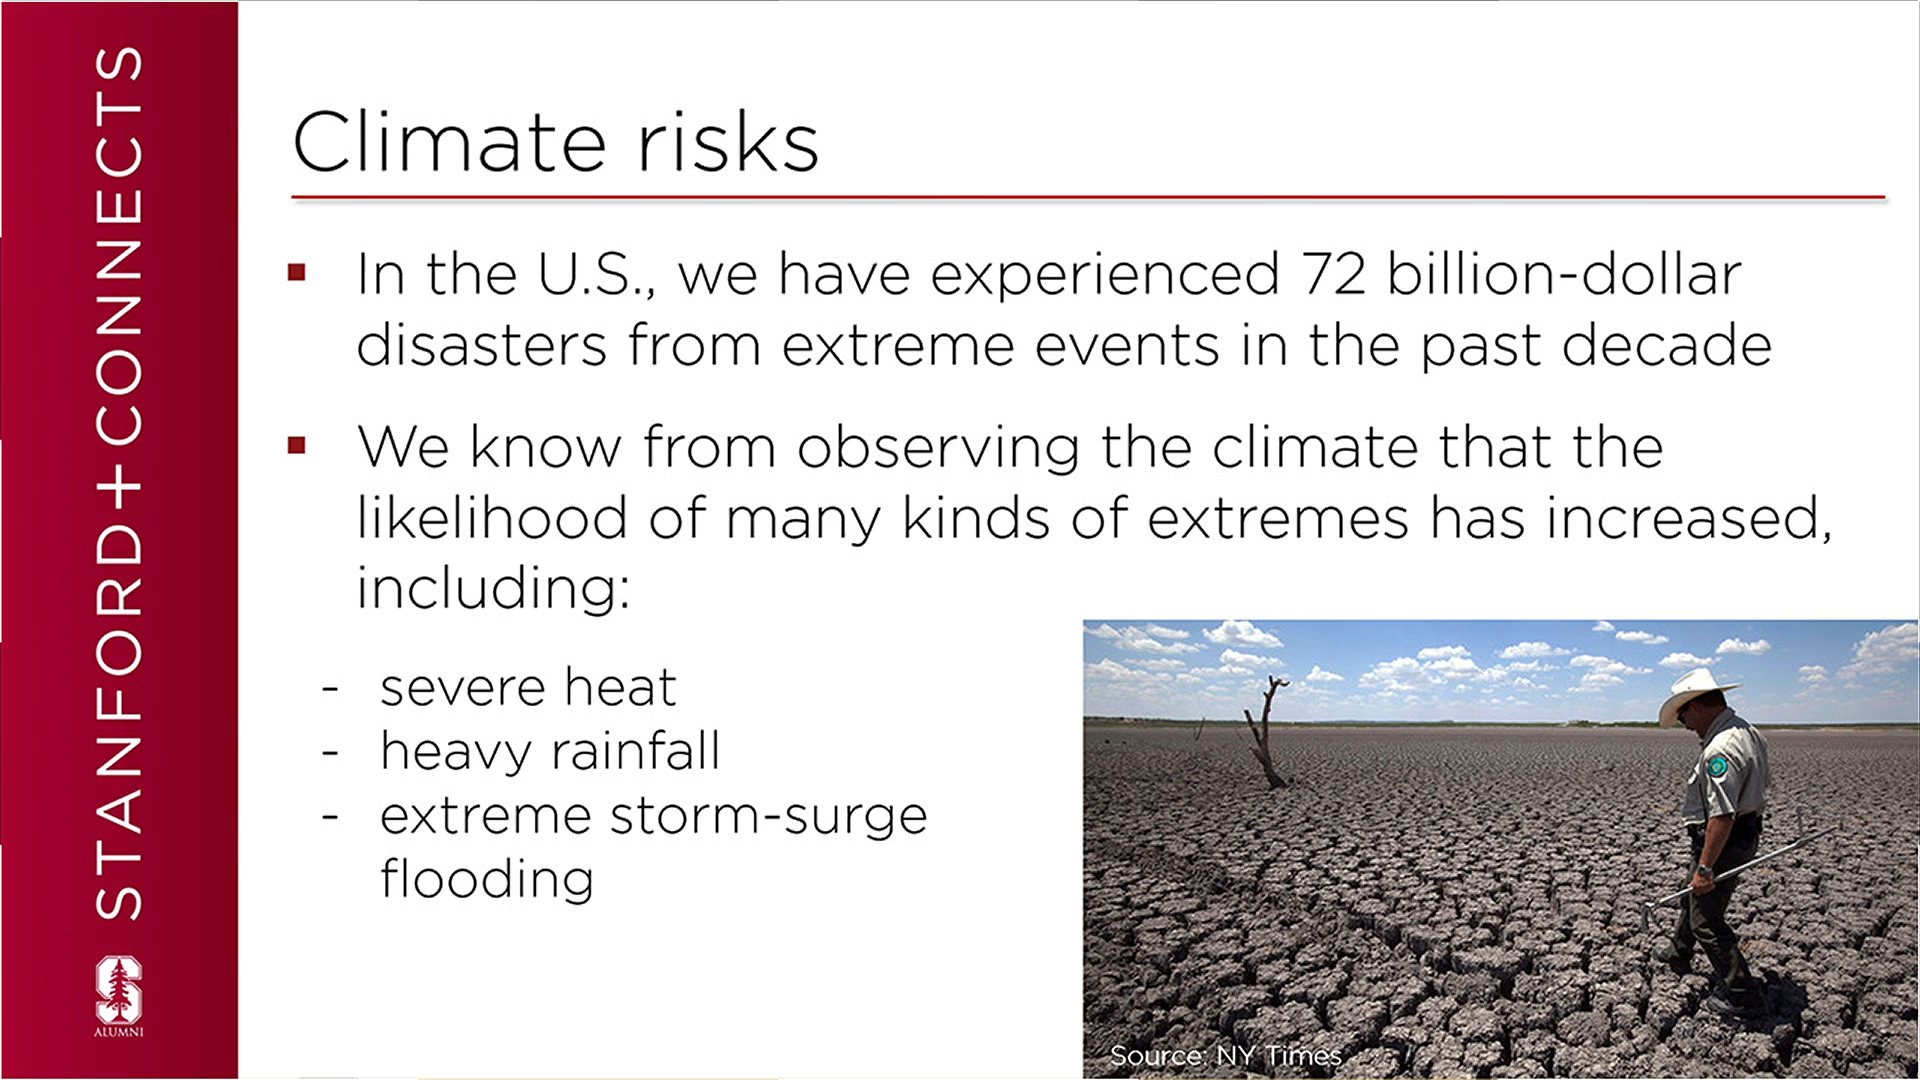 STANFORD+CONNECTS
S
ALUMNI
Climate risks
▪ In the U.S., we have experienced 72 billion-dollar
disasters from extreme events in the past decade
▪ We know from observing the climate that the
likelihood of many kinds of extremes has increased,
including:
- severe heat
- heavy rainfall
- extreme storm-surge
flooding
Source: NY Times